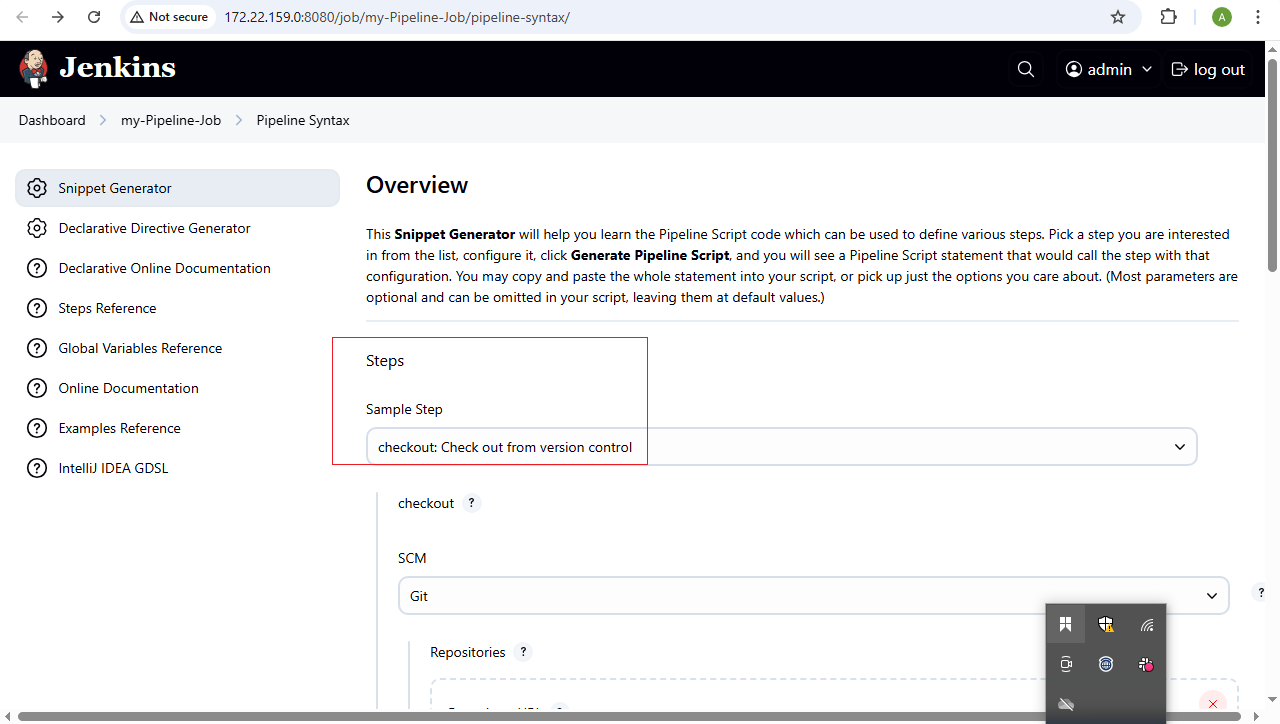 Not secure
172.22.159.0:8080/job/my-Pipeline-Job/pipeline-syntax/
A
Jenkins
admin
log out
Dashboard
my-Pipeline-Job
Pipeline Syntax
Snippet Generator
Declarative Directive Generator
Declarative Online Documentation
Steps Reference
Global Variables Reference
Online Documentation
Examples Reference
IntelliJ IDEA GDSL
Overview
This Snippet Generator will help you learn the Pipeline Script code which can be used to define various steps. Pick a step you are interested
in from the list, configure it, click Generate Pipeline Script, and you will see a Pipeline Script statement that would call the step with that
configuration. You may copy and paste the whole statement into your script, or pick up just the options you care about. (Most parameters are
optional and can be omitted in your script, leaving them at default values.)
Steps
Sample Step
checkout: Check out from version control
checkout ?
SCM
Git
?
Repositories ?